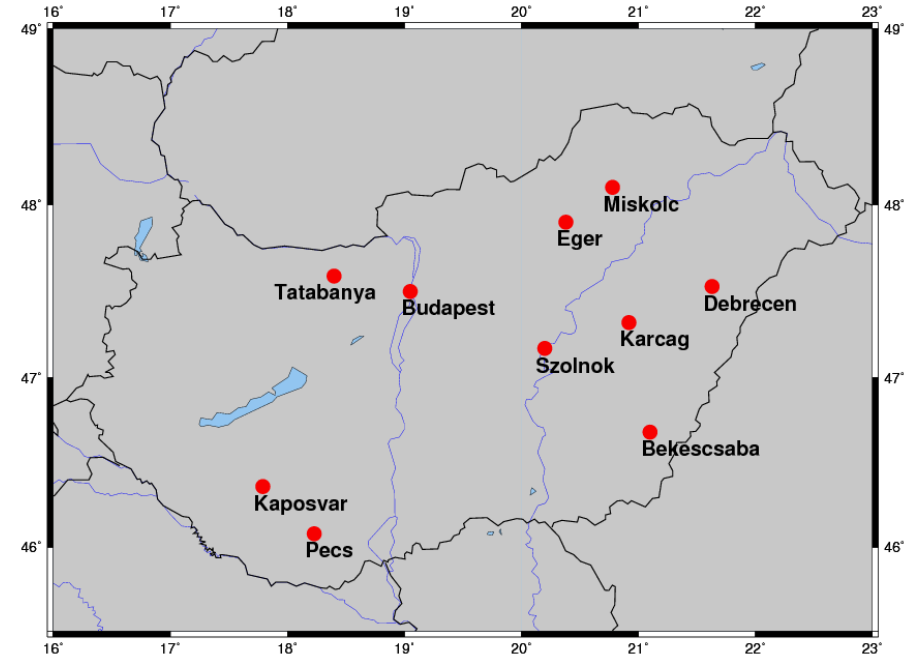 16° 17° 18° 19° 20° 21° 22° 23°
49° 49°
48° 48°
Miskolc
Eger
Tatabanya
Budapest
Debrecen
Karcag
Szolnok
47° 47°
Bekescsaba
Kaposvar
Pecs
46° 46°
16° 17° 18° 19° 20° 21° 22° 23°